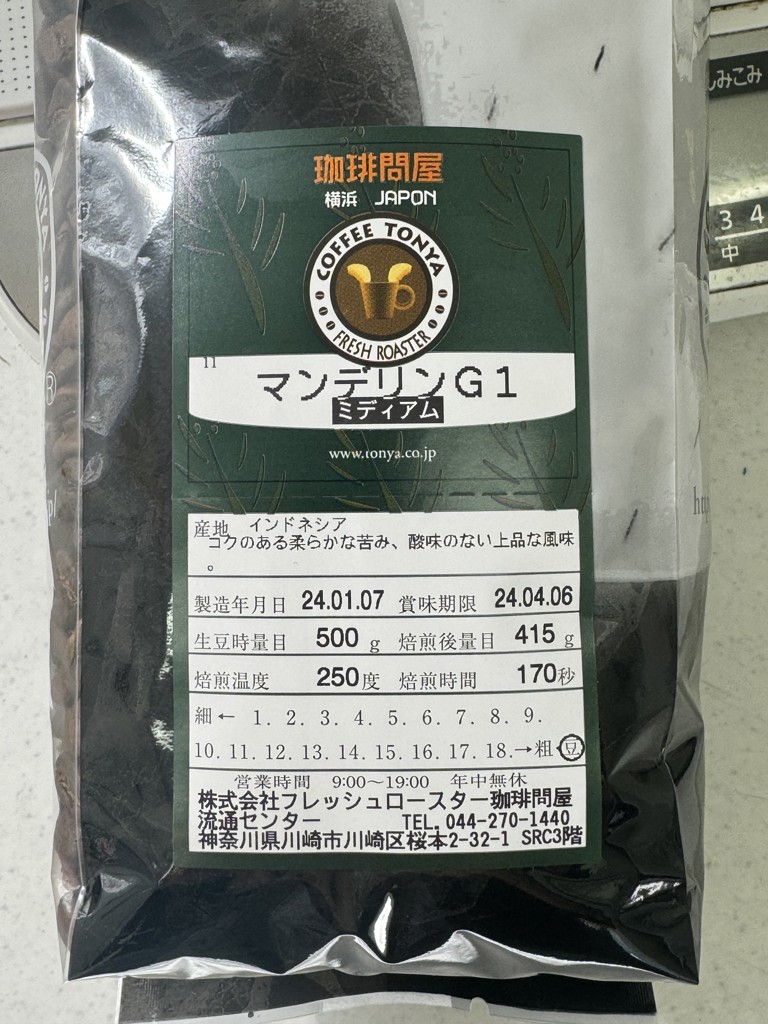 珈琲問屋
横浜 JAPON
COFFEE TONYA
FRESH ROASTER
11
マンデリンG1
ミディアム
www.tonya.co.jp
産地 インドネシア
コクのある柔らかな苦み、酸味のない上品な風味
。
製造年月日 24.01.07 賞味期限 24.04.06
生豆時量目 500 g 焙煎後量目 415 g
焙煎温度 250度 焙煎時間 170秒
細← 1. 2. 3. 4. 5. 6. 7. 8. 9.
10. 11. 12. 13. 14. 15. 16. 17. 18.→粗 豆
営業時間 9:00〜19:00 年中無休
株式会社フレッシュロースター珈琲問屋
流通センター TEL. 044-270-1440
神奈川県川崎市川崎区桜本2-32-1 SRC3階
3 4
中